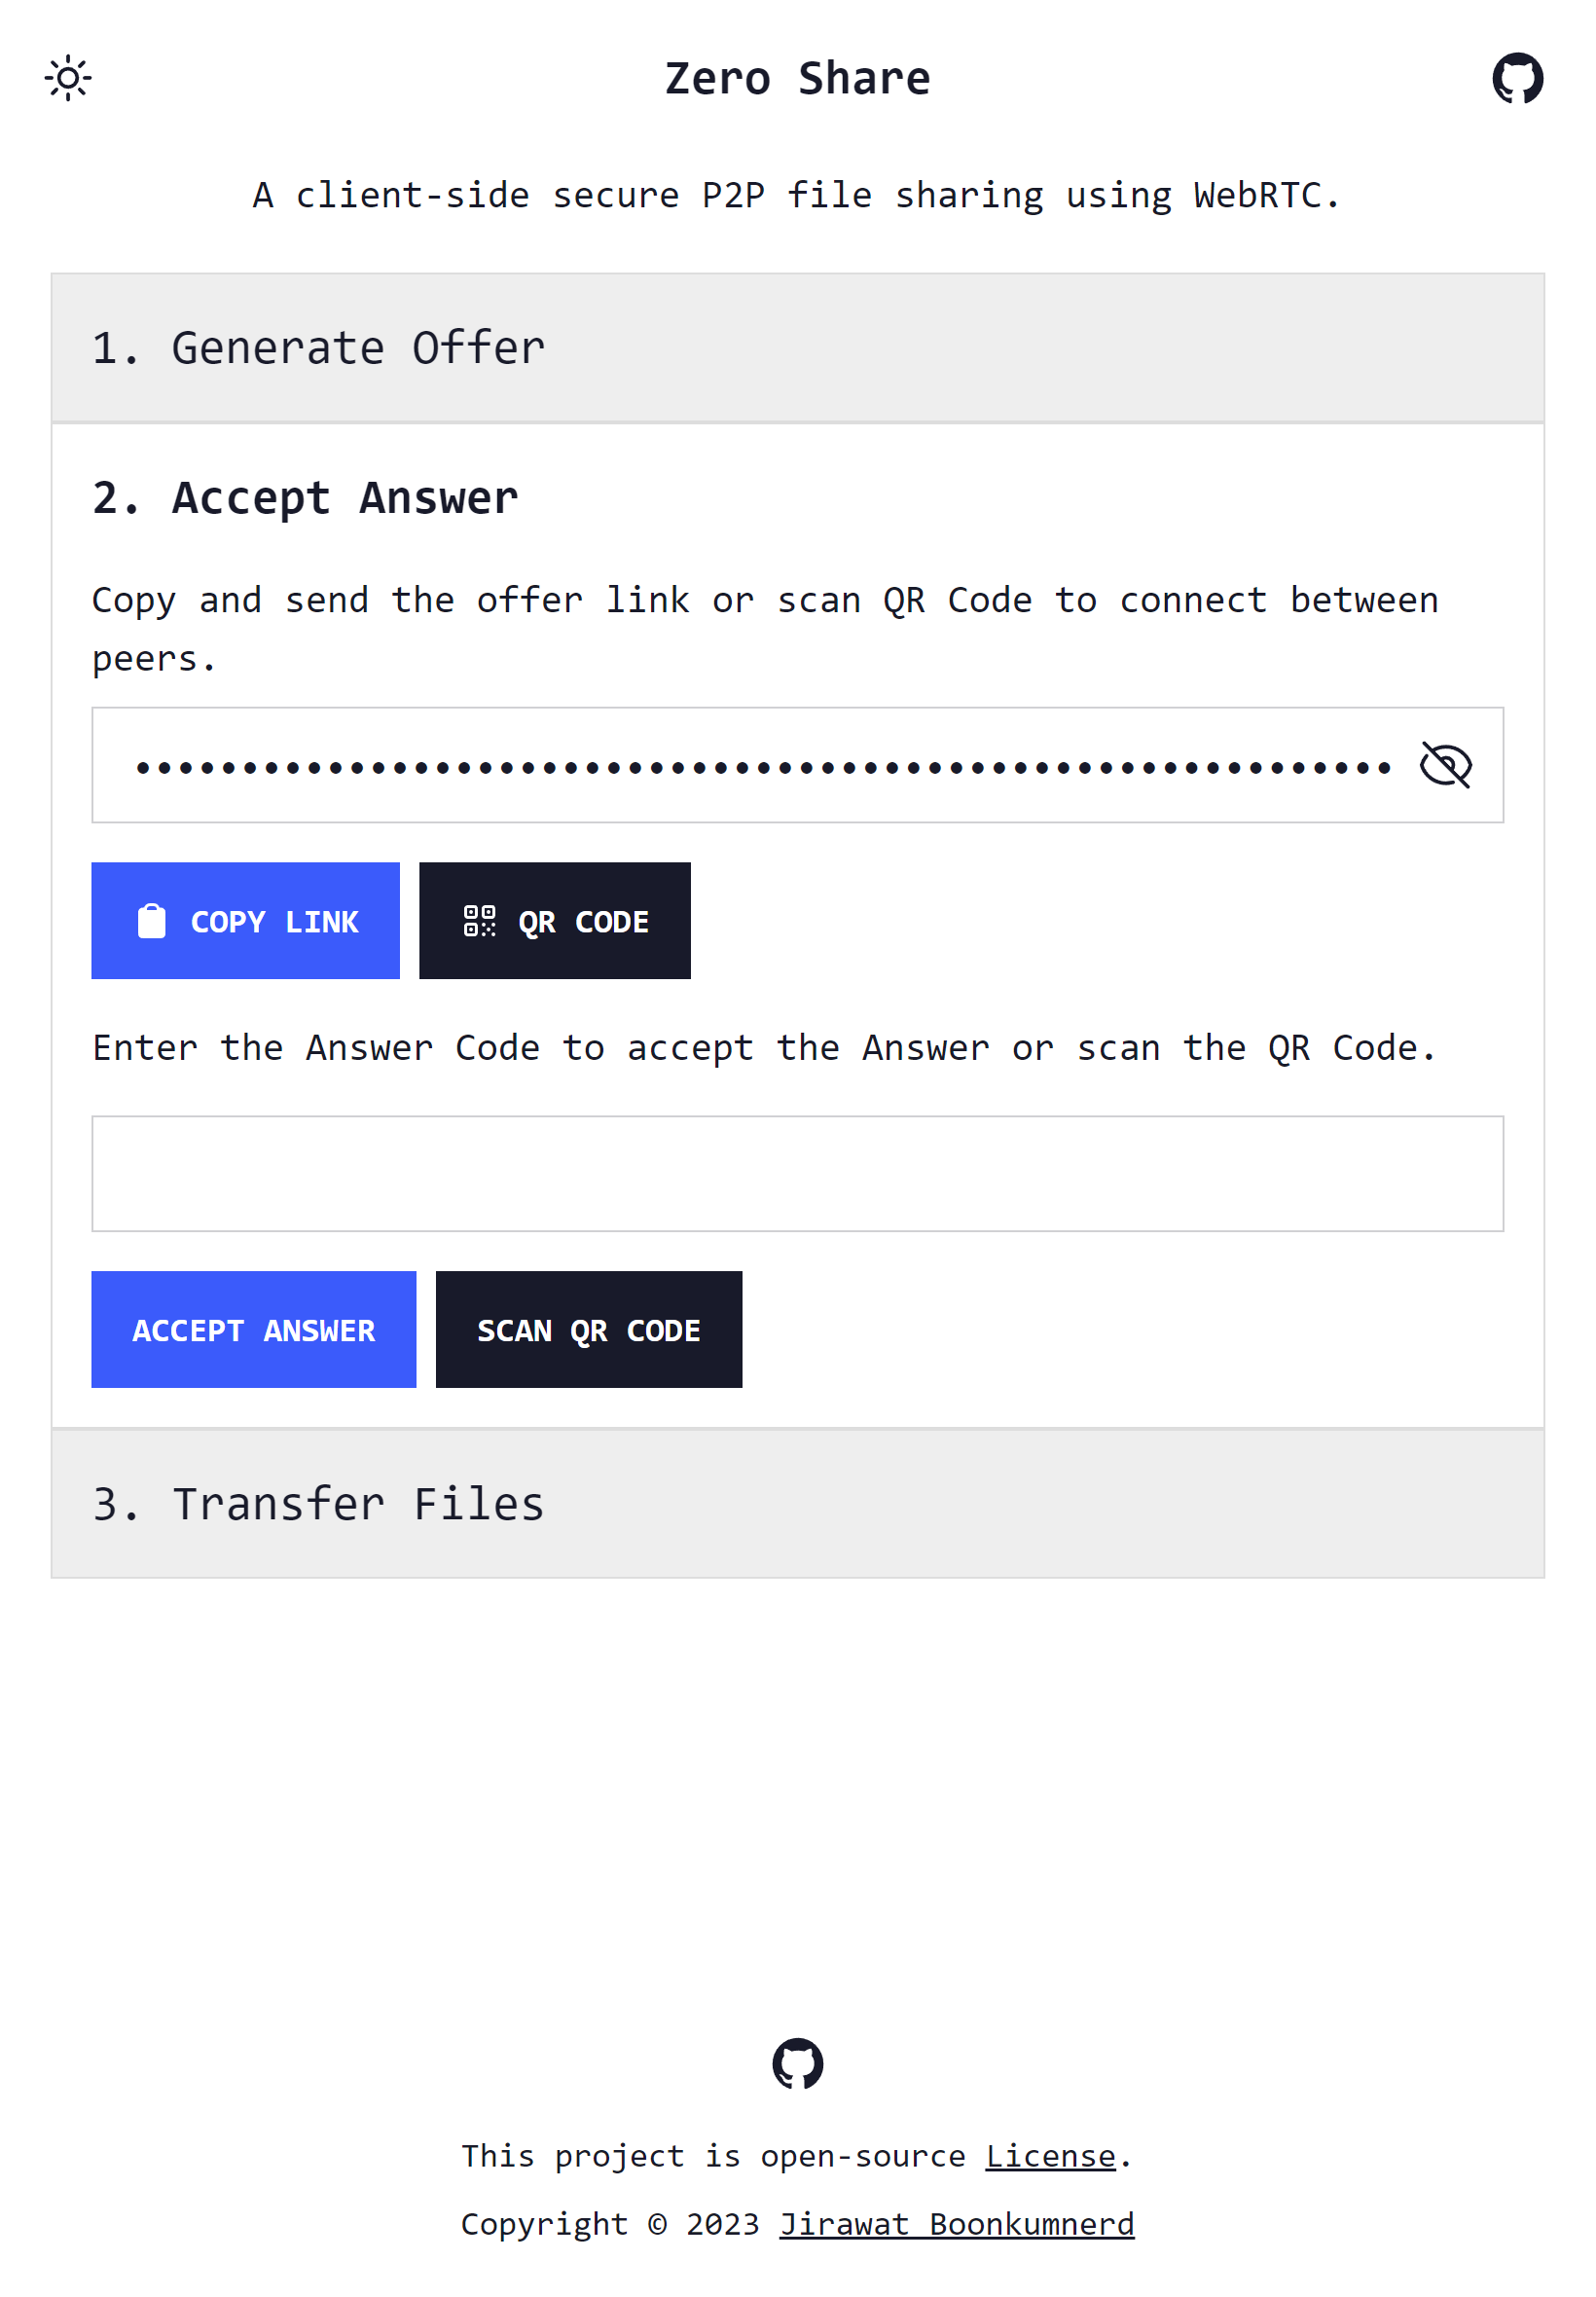 Zero Share
A client-side secure P2P file sharing using WebRTC.
1. Generate Offer
2. Accept Answer
Copy and send the offer link or scan QR Code to connect between
peers.
•••••••••••••••••••••••••••••••••••••••••••••••••••••••••••
COPY LINK
QR CODE
Enter the Answer Code to accept the Answer or scan the QR Code.
ACCEPT ANSWER
SCAN QR CODE
3. Transfer Files
This project is open-source License.
Copyright © 2023 Jirawat Boonkumnerd